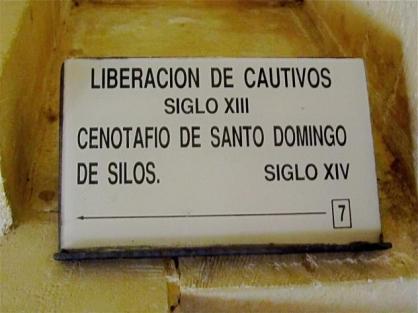 LIBERACION DE CAUTIVOS
SIGLO XIII
CENOTAFIO DE SANTO DOMINGO
DE SILOS. SIGLO XIV
7